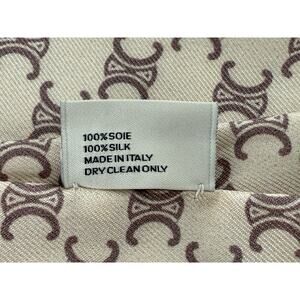 100%SOIE
100%SILK
MADE IN ITALY
DRY CLEAN ONLY